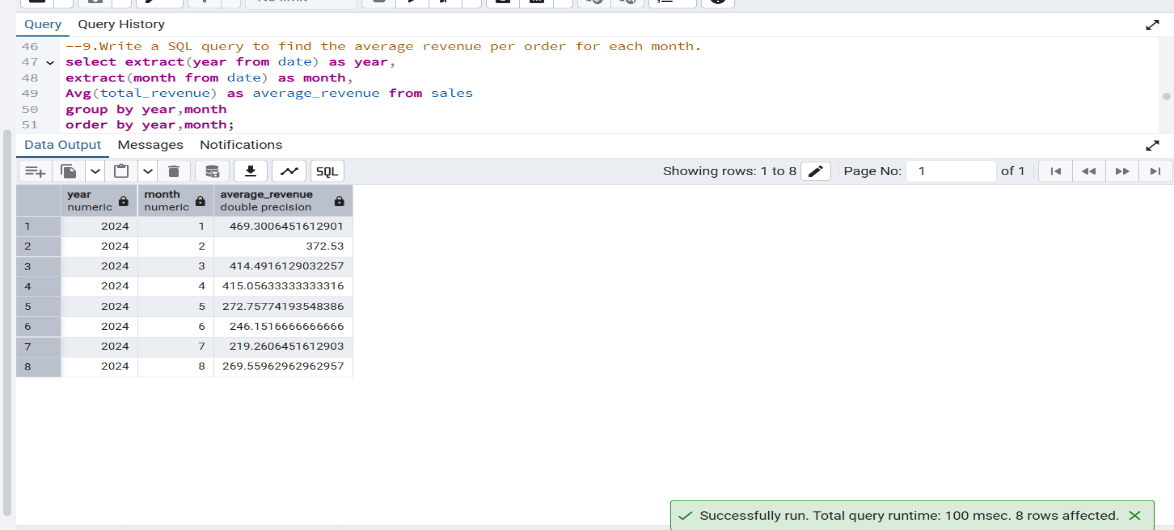 Query Query History
46 --9.Write a SQL query to find the average revenue per order for each month.
47 select extract(year from date) as year,
48 extract(month from date) as month,
49 Avg(total_revenue) as average_revenue from sales
50 group by year,month
51 order by year,month;
Data Output Messages Notifications
SQL Showing rows: 1 to 8 Page No: 1 of 1
year month average_revenue
numeric numeric double precision
1 2024 1 469.3006451612901
2 2024 2 372.53
3 2024 3 414.4916129032257
4 2024 4 415.05633333333316
5 2024 5 272.75774193548386
6 2024 6 246.1516666666666
7 2024 7 219.2606451612903
8 2024 8 269.55962962962957
Successfully run. Total query runtime: 100 msec. 8 rows affected.